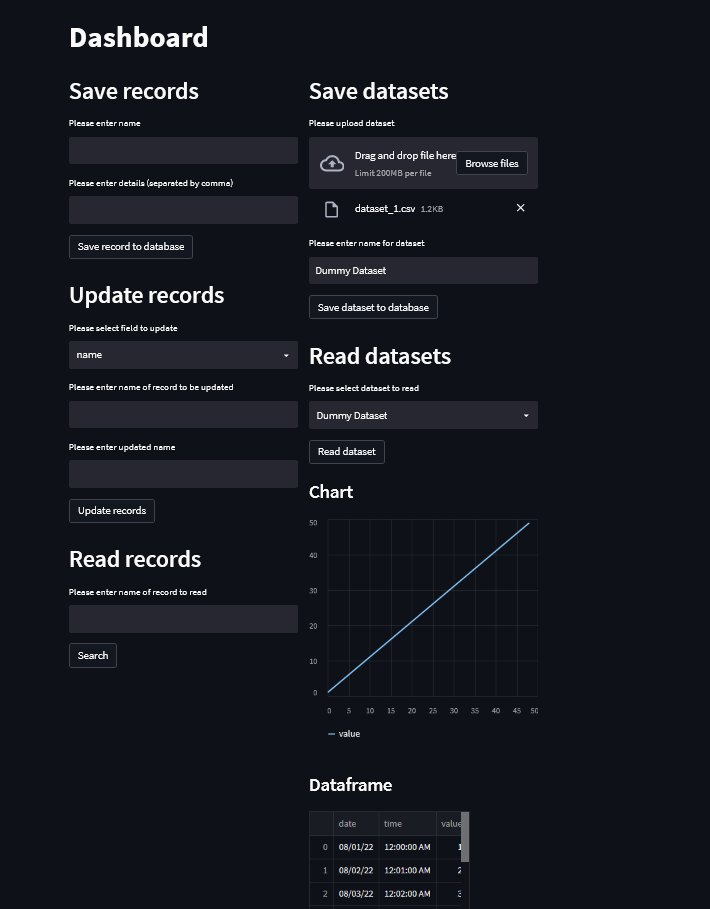 Dashboard
Save records
Please enter name
Please enter details (separated by comma)
Save record to database
Update records
Please select field to update
name
Please enter name of record to be updated
Please enter updated name
Update records
Read records
Please enter name of record to read
Search
Save datasets
Please upload dataset
Drag and drop file here
Limit 200MB per file
Browse files
dataset_1.csv 1.2KB
Please enter name for dataset
Dummy Dataset
Save dataset to database
Read datasets
Please select dataset to read
Dummy Dataset
Read dataset
Chart
50
40
30
20
10
0
0 5 10 15 20 25 30 35 40 45 50
value
Dataframe
date time value
0 08/01/22 12:00:00 AM 1
1 08/02/22 12:01:00 AM 2
2 08/03/22 12:02:00 AM 3